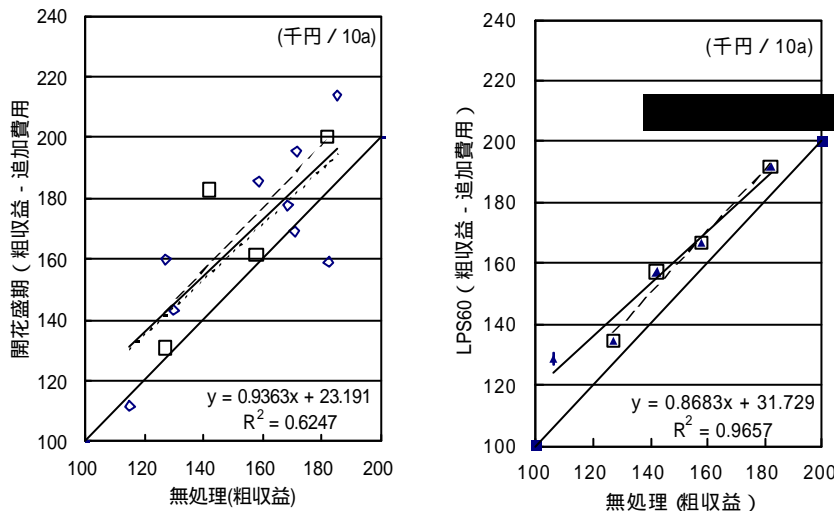 240
220
200
180
160
140
120
100
100 120 140 160 180 200
(千円 / 10a)
開花盛期 ( 粗収益 - 追加費用 )
y = 0.9363x + 23.191
R² = 0.6247
無処理(粗収益)
240
220
200
180
160
140
120
100
100 120 140 160 180 200
(千円 / 10a)
LPS60 ( 粗収益 - 追加費用 )
y = 0.8683x + 31.729
R² = 0.9657
無処理 (粗収益 )